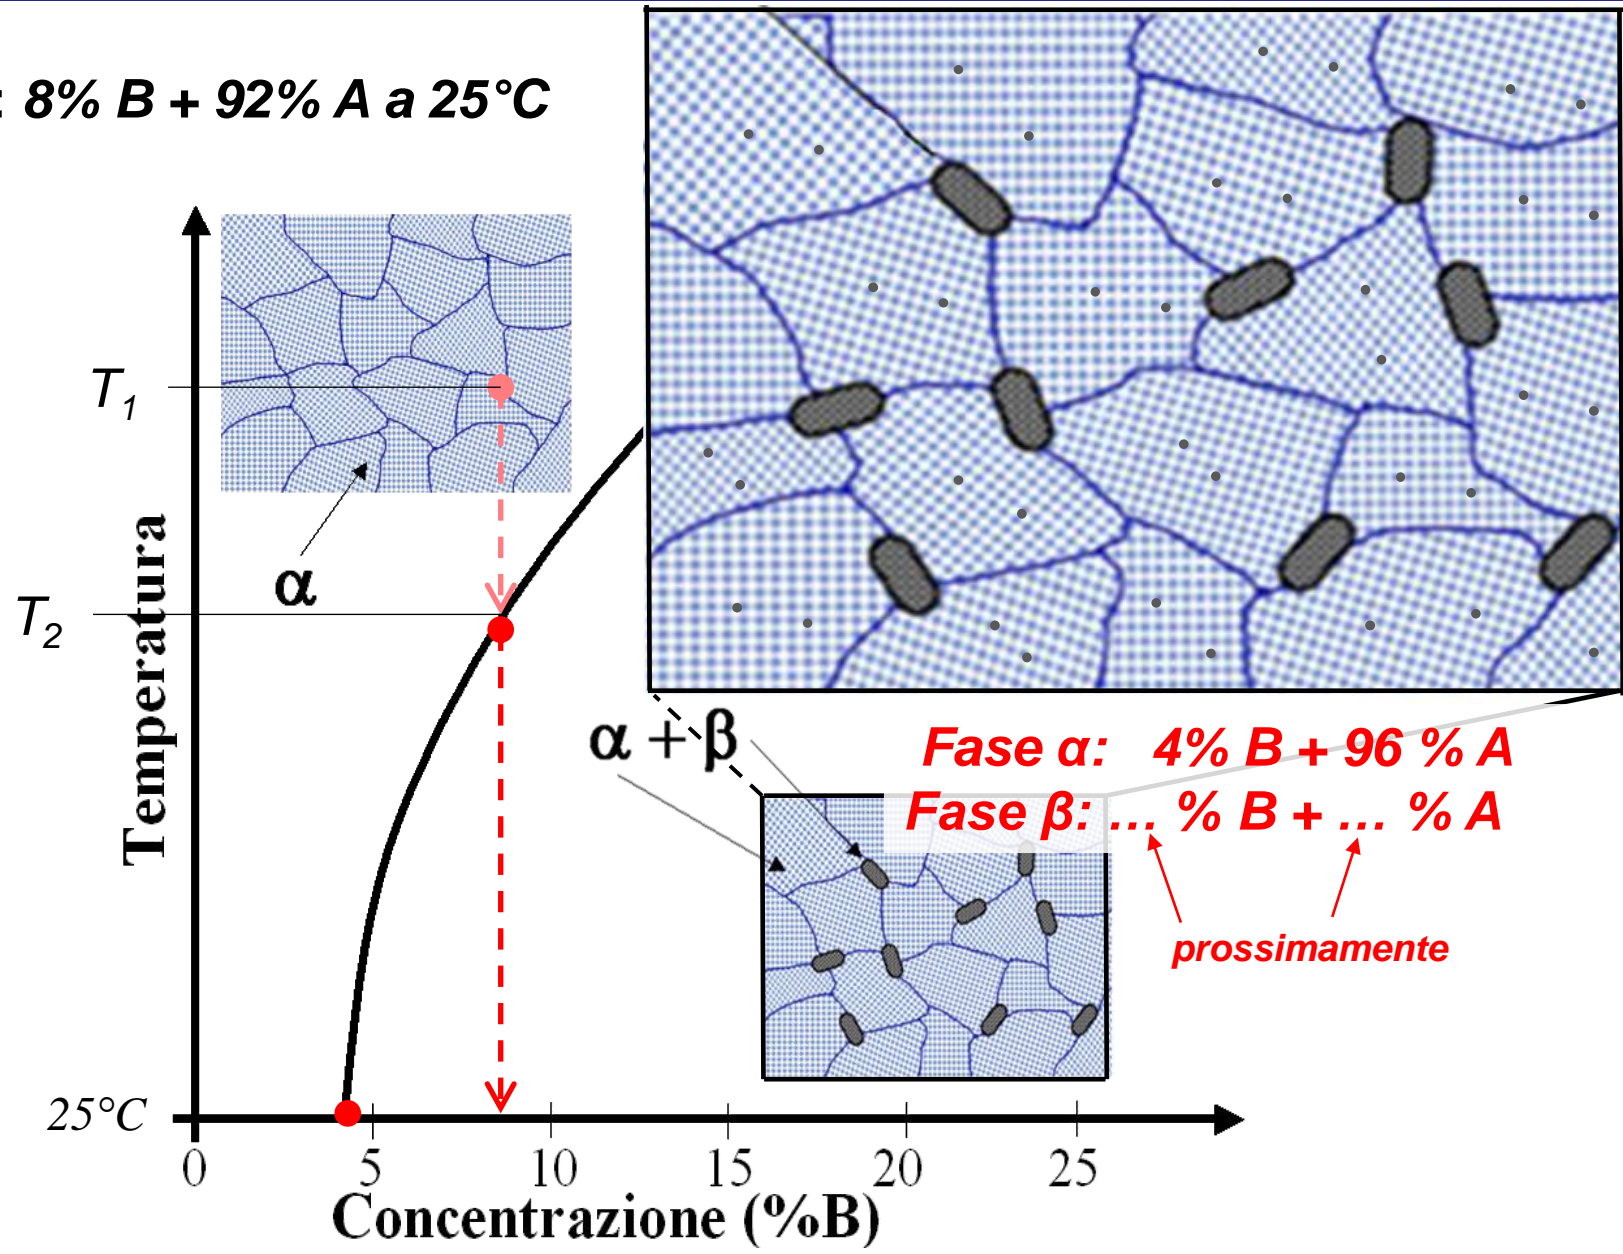 : 8% B + 92% A a 25°C
T1
α
T2
Temperatura
α + β
Fase α: 4% B + 96 % A
Fase β: … % B + … % A
prossimamente
25°C
0 5 10 15 20 25
Concentrazione (%B)